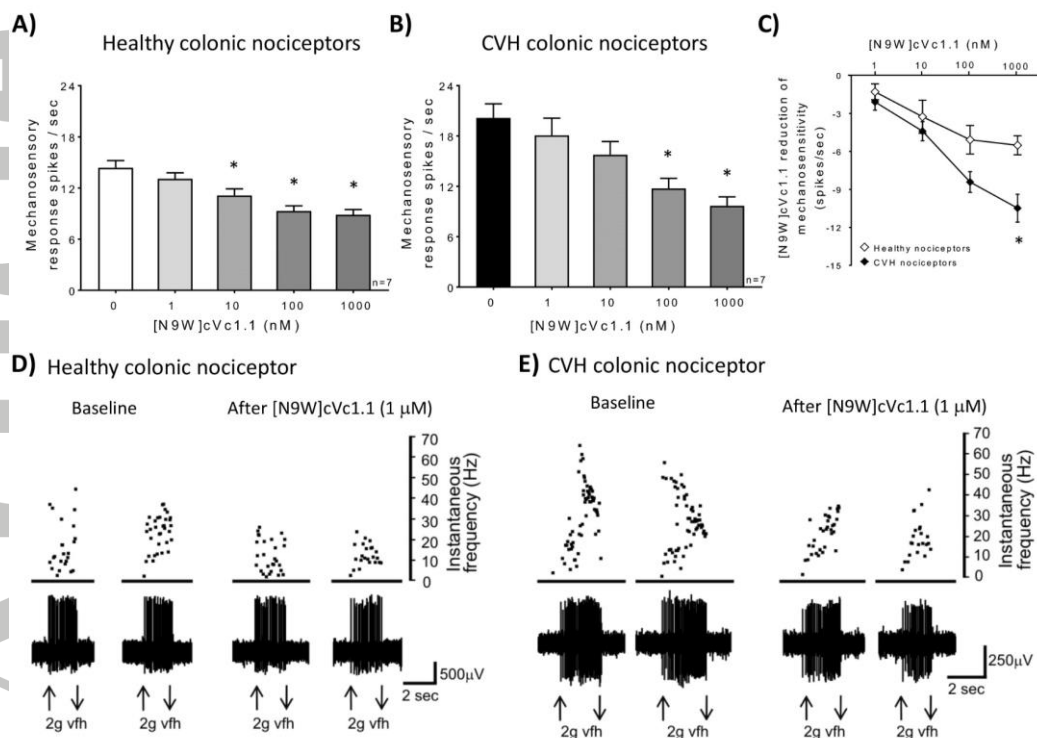 A)
Healthy colonic nociceptors
Mechanosensory
response spikes / sec
24
18
12
6
0
*
*
*
n=7
0 1 10 100 1000
[N9W]cVc1.1 (nM)
B)
CVH colonic nociceptors
Mechanosensory
response spikes / sec
24
18
12
6
0
*
*
n=7
0 1 10 100 1000
[N9W]cVc1.1 (nM)
C)
[N9W]cVc1.1 (nM)
1 10 100 1000
[N9W]cVc1.1 reduction of
mechanosensitivity
(spikes/sec)
0
-3
-6
-9
-12
-15
*
Healthy nociceptors
CVH nociceptors
D) Healthy colonic nociceptor
Baseline
After [N9W]cVc1.1 (1 μM)
70
60
50
40
30
20
10
0
Instantaneous
frequency (Hz)
500μV
2 sec
2g vfh 2g vfh 2g vfh 2g vfh
E) CVH colonic nociceptor
Baseline
After [N9W]cVc1.1 (1 μM)
70
60
50
40
30
20
10
0
Instantaneous
frequency (Hz)
250μV
2 sec
2g vfh 2g vfh 2g vfh 2g vfh